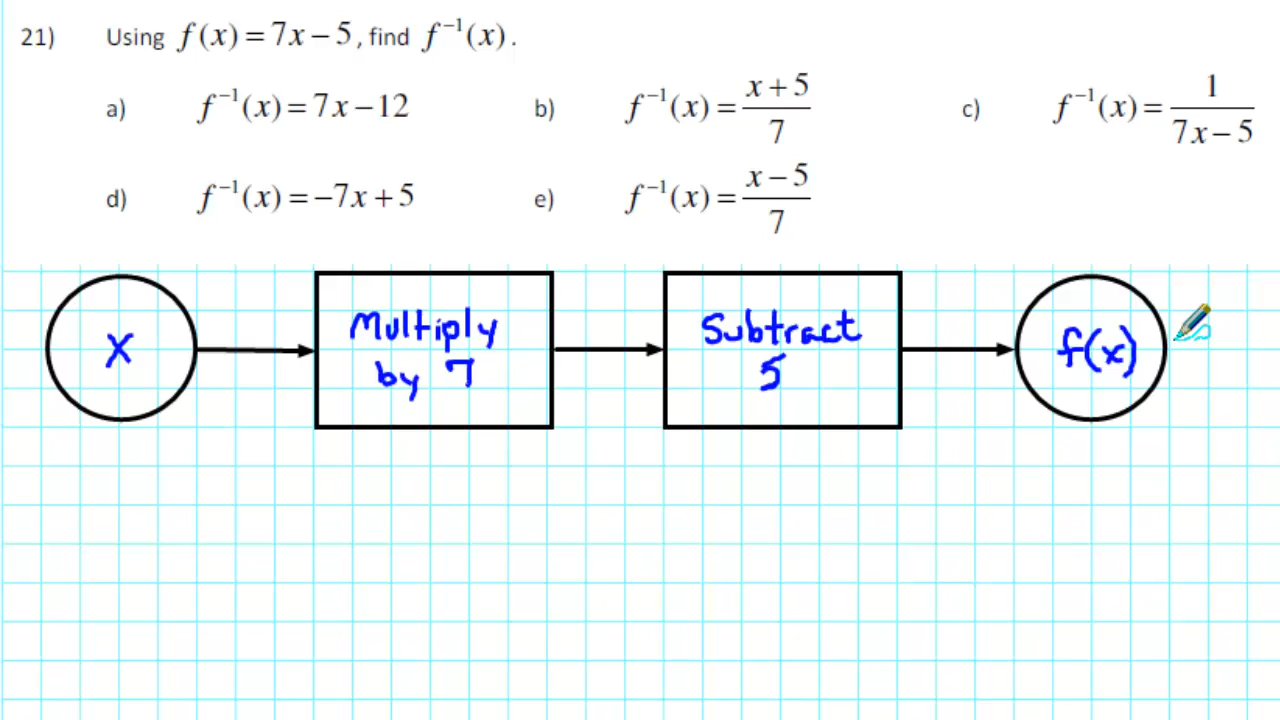 21) Using f(x) = 7x − 5, find f⁻¹(x).
a) f⁻¹(x) = 7x − 12 b) f⁻¹(x) = (x + 5)/7 c) f⁻¹(x) = 1/(7x − 5)
d) f⁻¹(x) = −7x + 5 e) f⁻¹(x) = (x − 5)/7
X
Multiply
by 7
Subtract
5
f(x)